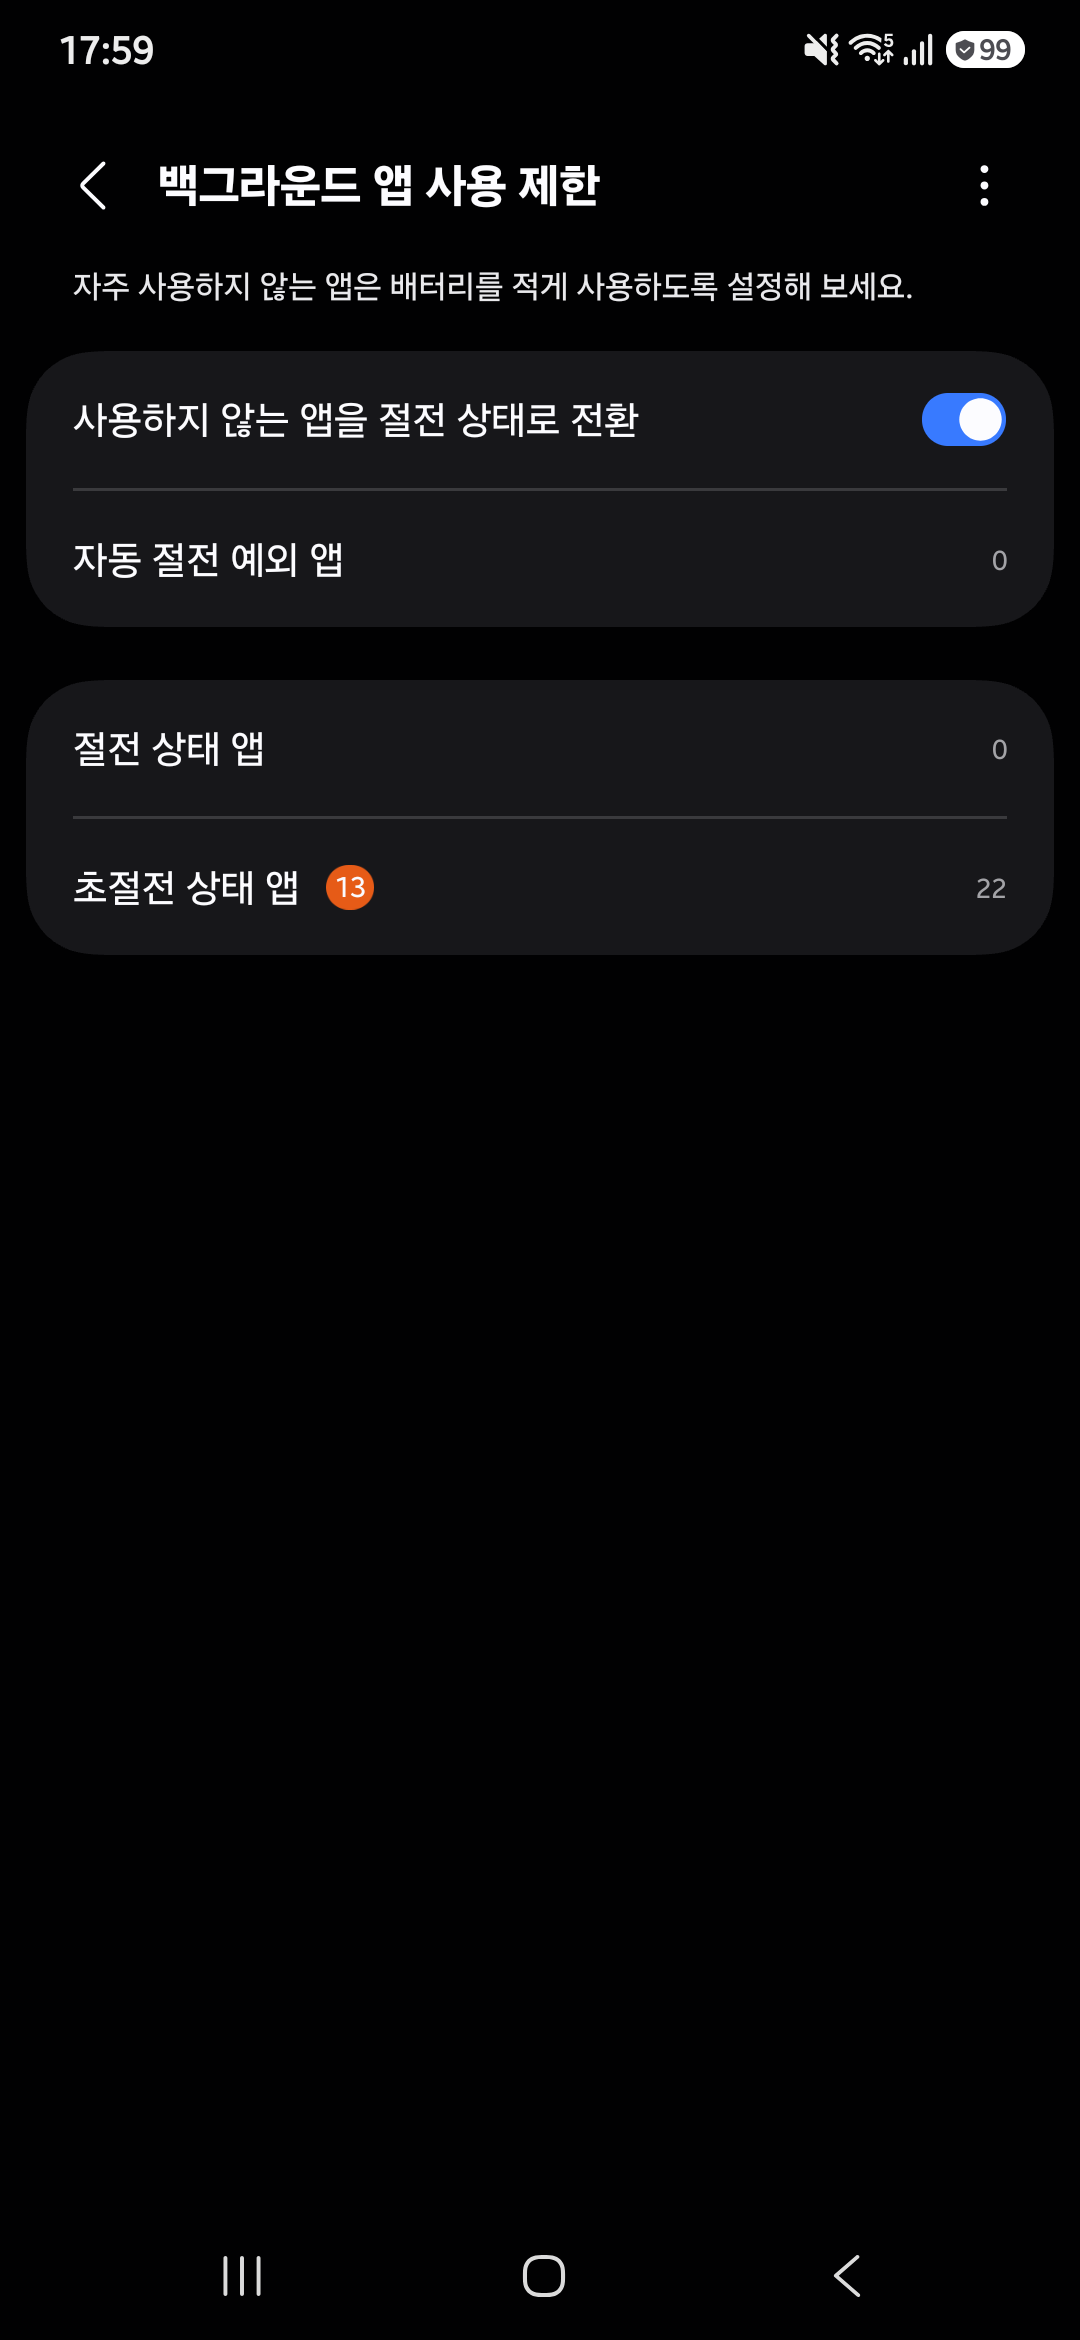 17:59
5
99
백그라운드 앱 사용 제한
자주 사용하지 않는 앱은 배터리를 적게 사용하도록 설정해 보세요.
사용하지 않는 앱을 절전 상태로 전환
자동 절전 예외 앱 0
절전 상태 앱 0
초절전 상태 앱 13 22